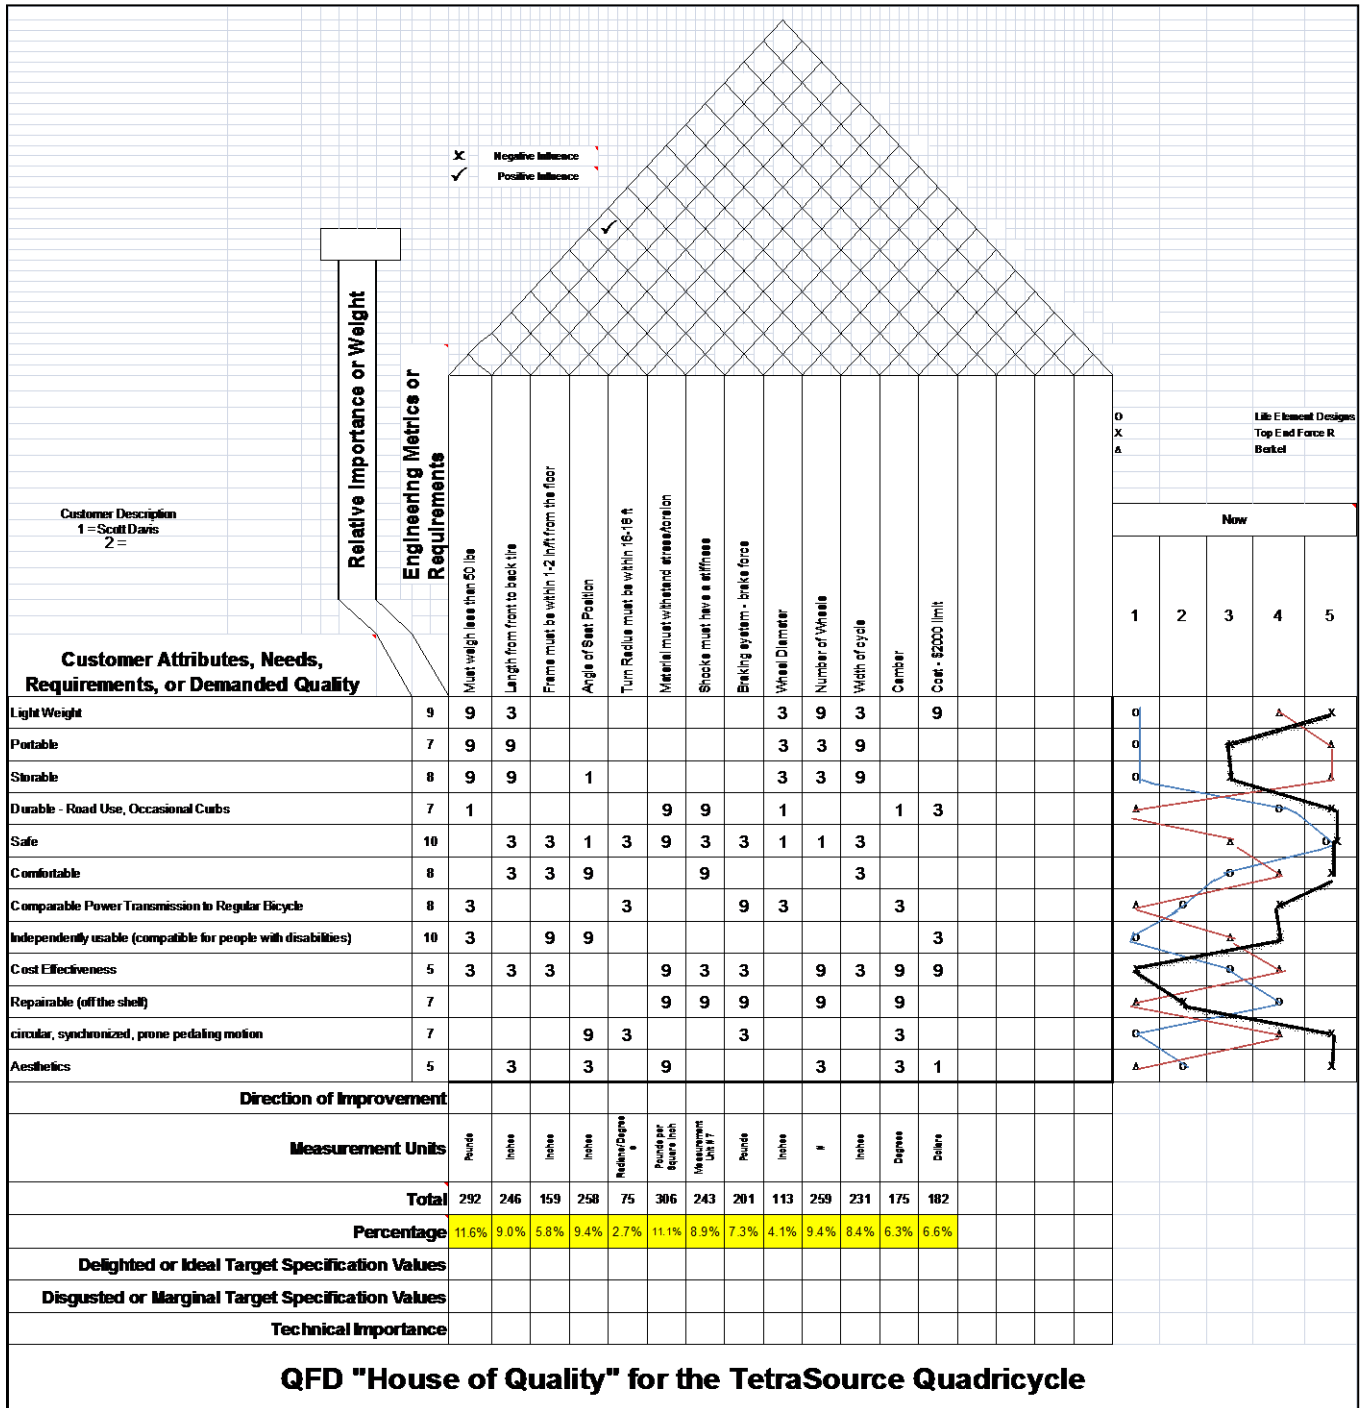 X Negative Influence
✓ Positive Influence
Relative Importance or Weight
Engineering Metrics or
Requirements
Customer Description
1 = Scott Davis
2 =
Customer Attributes, Needs,
Requirements, or Demanded Quality
Must weigh less than 50 lbs
Length from front to back tire
Frame must be within 1-2 in/ft from the floor
Angle of Seat Position
Turn Radius must be within 16-18 ft
Material must withstand stress/torsion
Shocks must have a stiffness
Braking system - brake force
Wheel Diameter
Number of Wheels
Width of cycle
Camber
Cost - $2000 limit
O Life Element Designs
X Top End Force R
Δ Berkel
Now
1 2 3 4 5
Light Weight 9 9 3 3 9 3 9
Portable 7 9 9 3 3 9
Storable 8 9 9 1 3 3 9
Durable - Road Use, Occasional Curbs 7 1 9 9 1 1 3
Safe 10 3 3 1 3 9 3 3 1 1 3
Comfortable 8 3 3 9 9 3
Comparable Power Transmission to Regular Bicycle 8 3 3 9 3 3
Independently usable (compatible for people with disabilities) 10 3 9 9 3
Cost Effectiveness 5 3 3 3 9 3 3 9 3 9 9
Repairable (off the shelf) 7 9 9 9 9 9
circular, synchronized, prone pedaling motion 7 9 3 3 3
Aesthetics 5 3 3 9 3 3 1
Direction of Improvement
Measurement Units
Pounds
Inches
Inches
Inches
Radians/Degree
s
Pounds per
Square Inch
Measurement
Unit # 7
Pounds
Inches
#
Inches
Degrees
Dollars
Total 292 246 159 258 75 306 243 201 113 259 231 175 182
Percentage 11.6% 9.0% 5.8% 9.4% 2.7% 11.1% 8.9% 7.3% 4.1% 9.4% 8.4% 6.3% 6.6%
Delighted or Ideal Target Specification Values
Disgusted or Marginal Target Specification Values
Technical Importance
QFD "House of Quality" for the TetraSource Quadricycle